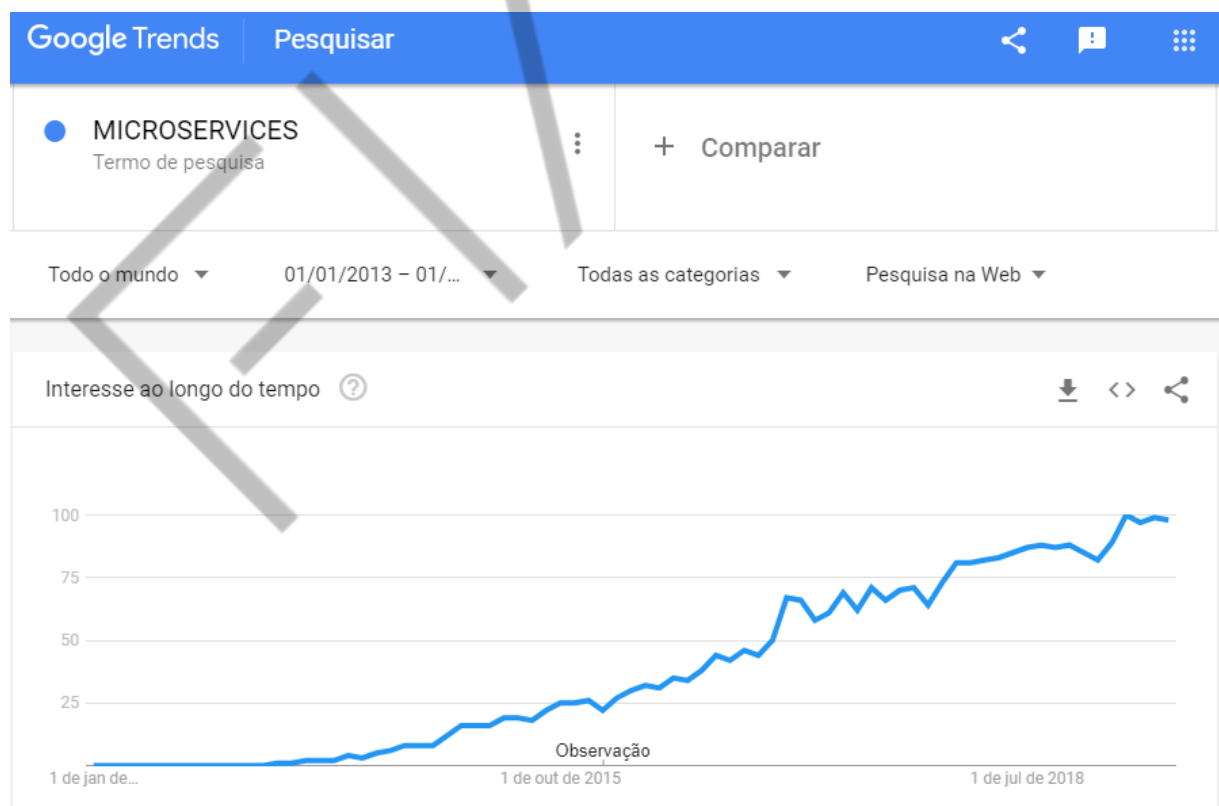 Google Trends Pesquisar
MICROSERVICES
Termo de pesquisa
+ Comparar
Todo o mundo 01/01/2013 – 01/... Todas as categorias Pesquisa na Web
Interesse ao longo do tempo ?
100
75
50
25
Observação
1 de jan de... 1 de out de 2015 1 de jul de 2018